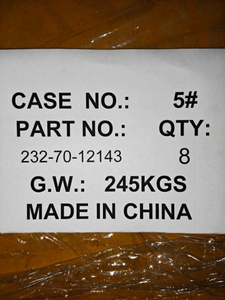 CASE NO.: 5#
PART NO.: QTY:
232-70-12143 8
G.W.: 245KGS
MADE IN CHINA